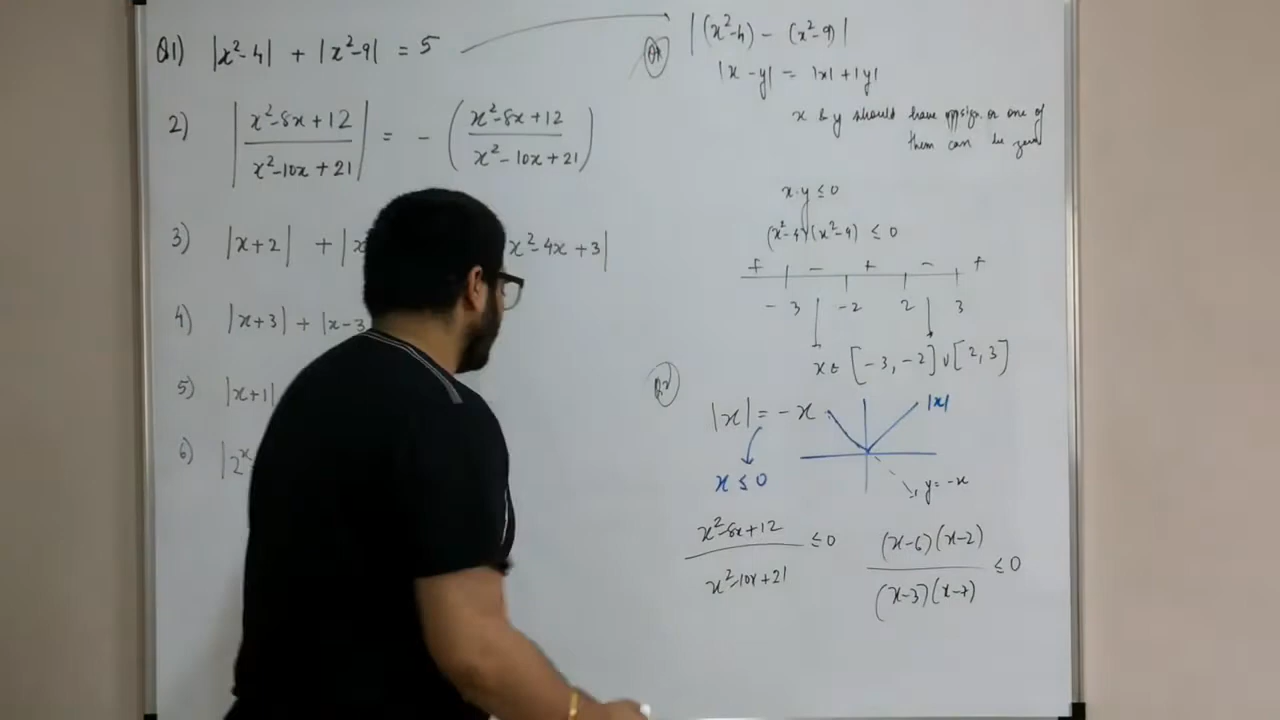 Q1) |x²-4| + |x²-9| = 5
2) |x²-8x+12 / x²-10x+21| = - (x²-8x+12 / x²-10x+21)
3) |x+2| + |x x²-4x+3|
4) |x+3| + |x-3
5) |x+1|
6) |2ˣ
Q1 |(x²-4) - (x²-9)|
|x-y| = |x|+|y|
x & y should have opp sign or one of
them can be zero
x·y ≤ 0
(x²-4)(x²-9) ≤ 0
+ - + - +
-3 -2 2 3
x ∈ [-3, -2] ∪ [2, 3]
Q2 |x| = -x |x|
x ≤ 0 y = -x
x²-8x+12 / x²-10x+21 ≤ 0 (x-6)(x-2) / (x-3)(x-7) ≤ 0